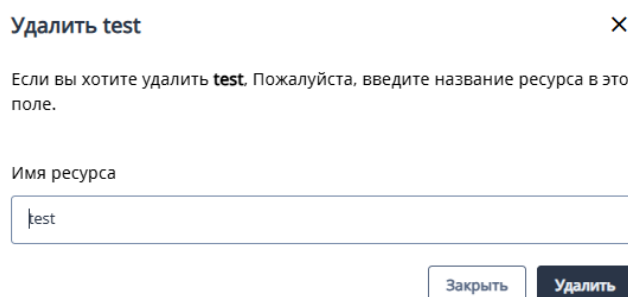 Удалить test
Если вы хотите удалить test, Пожалуйста, введите название ресурса в это
поле.
Имя ресурса
test
Закрыть
Удалить